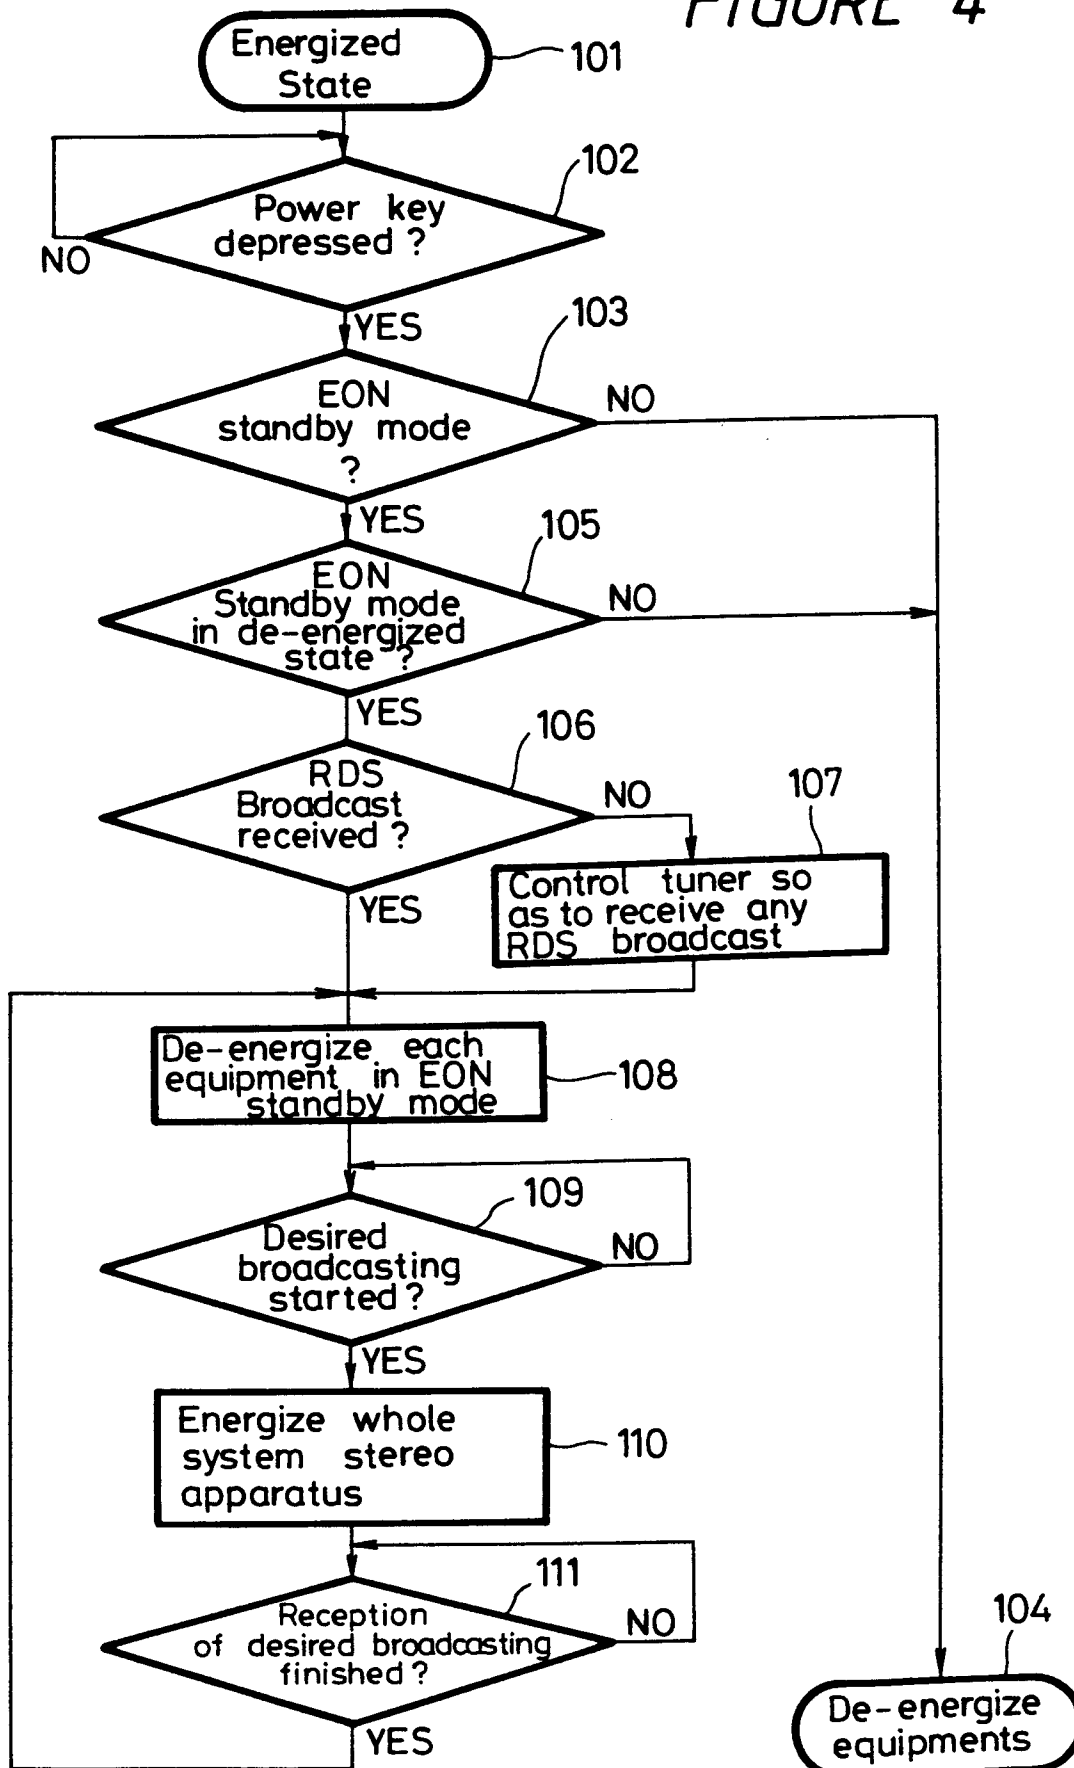 FIGURE 4
Energized
State
101
102
Power key
depressed ?
NO
YES
103
EON
standby mode
?
NO
YES
105
EON
Standby mode
in de-energized
state ?
NO
YES
106
RDS
Broadcast
received ?
NO
107
YES
Control tuner so
as to receive any
RDS broadcast
De-energize each
equipment in EON
standby mode
108
109
Desired
broadcasting
started ?
NO
YES
Energize whole
system stereo
apparatus
110
111
Reception
of desired broadcasting
finished ?
NO
YES
104
De-energize
equipments